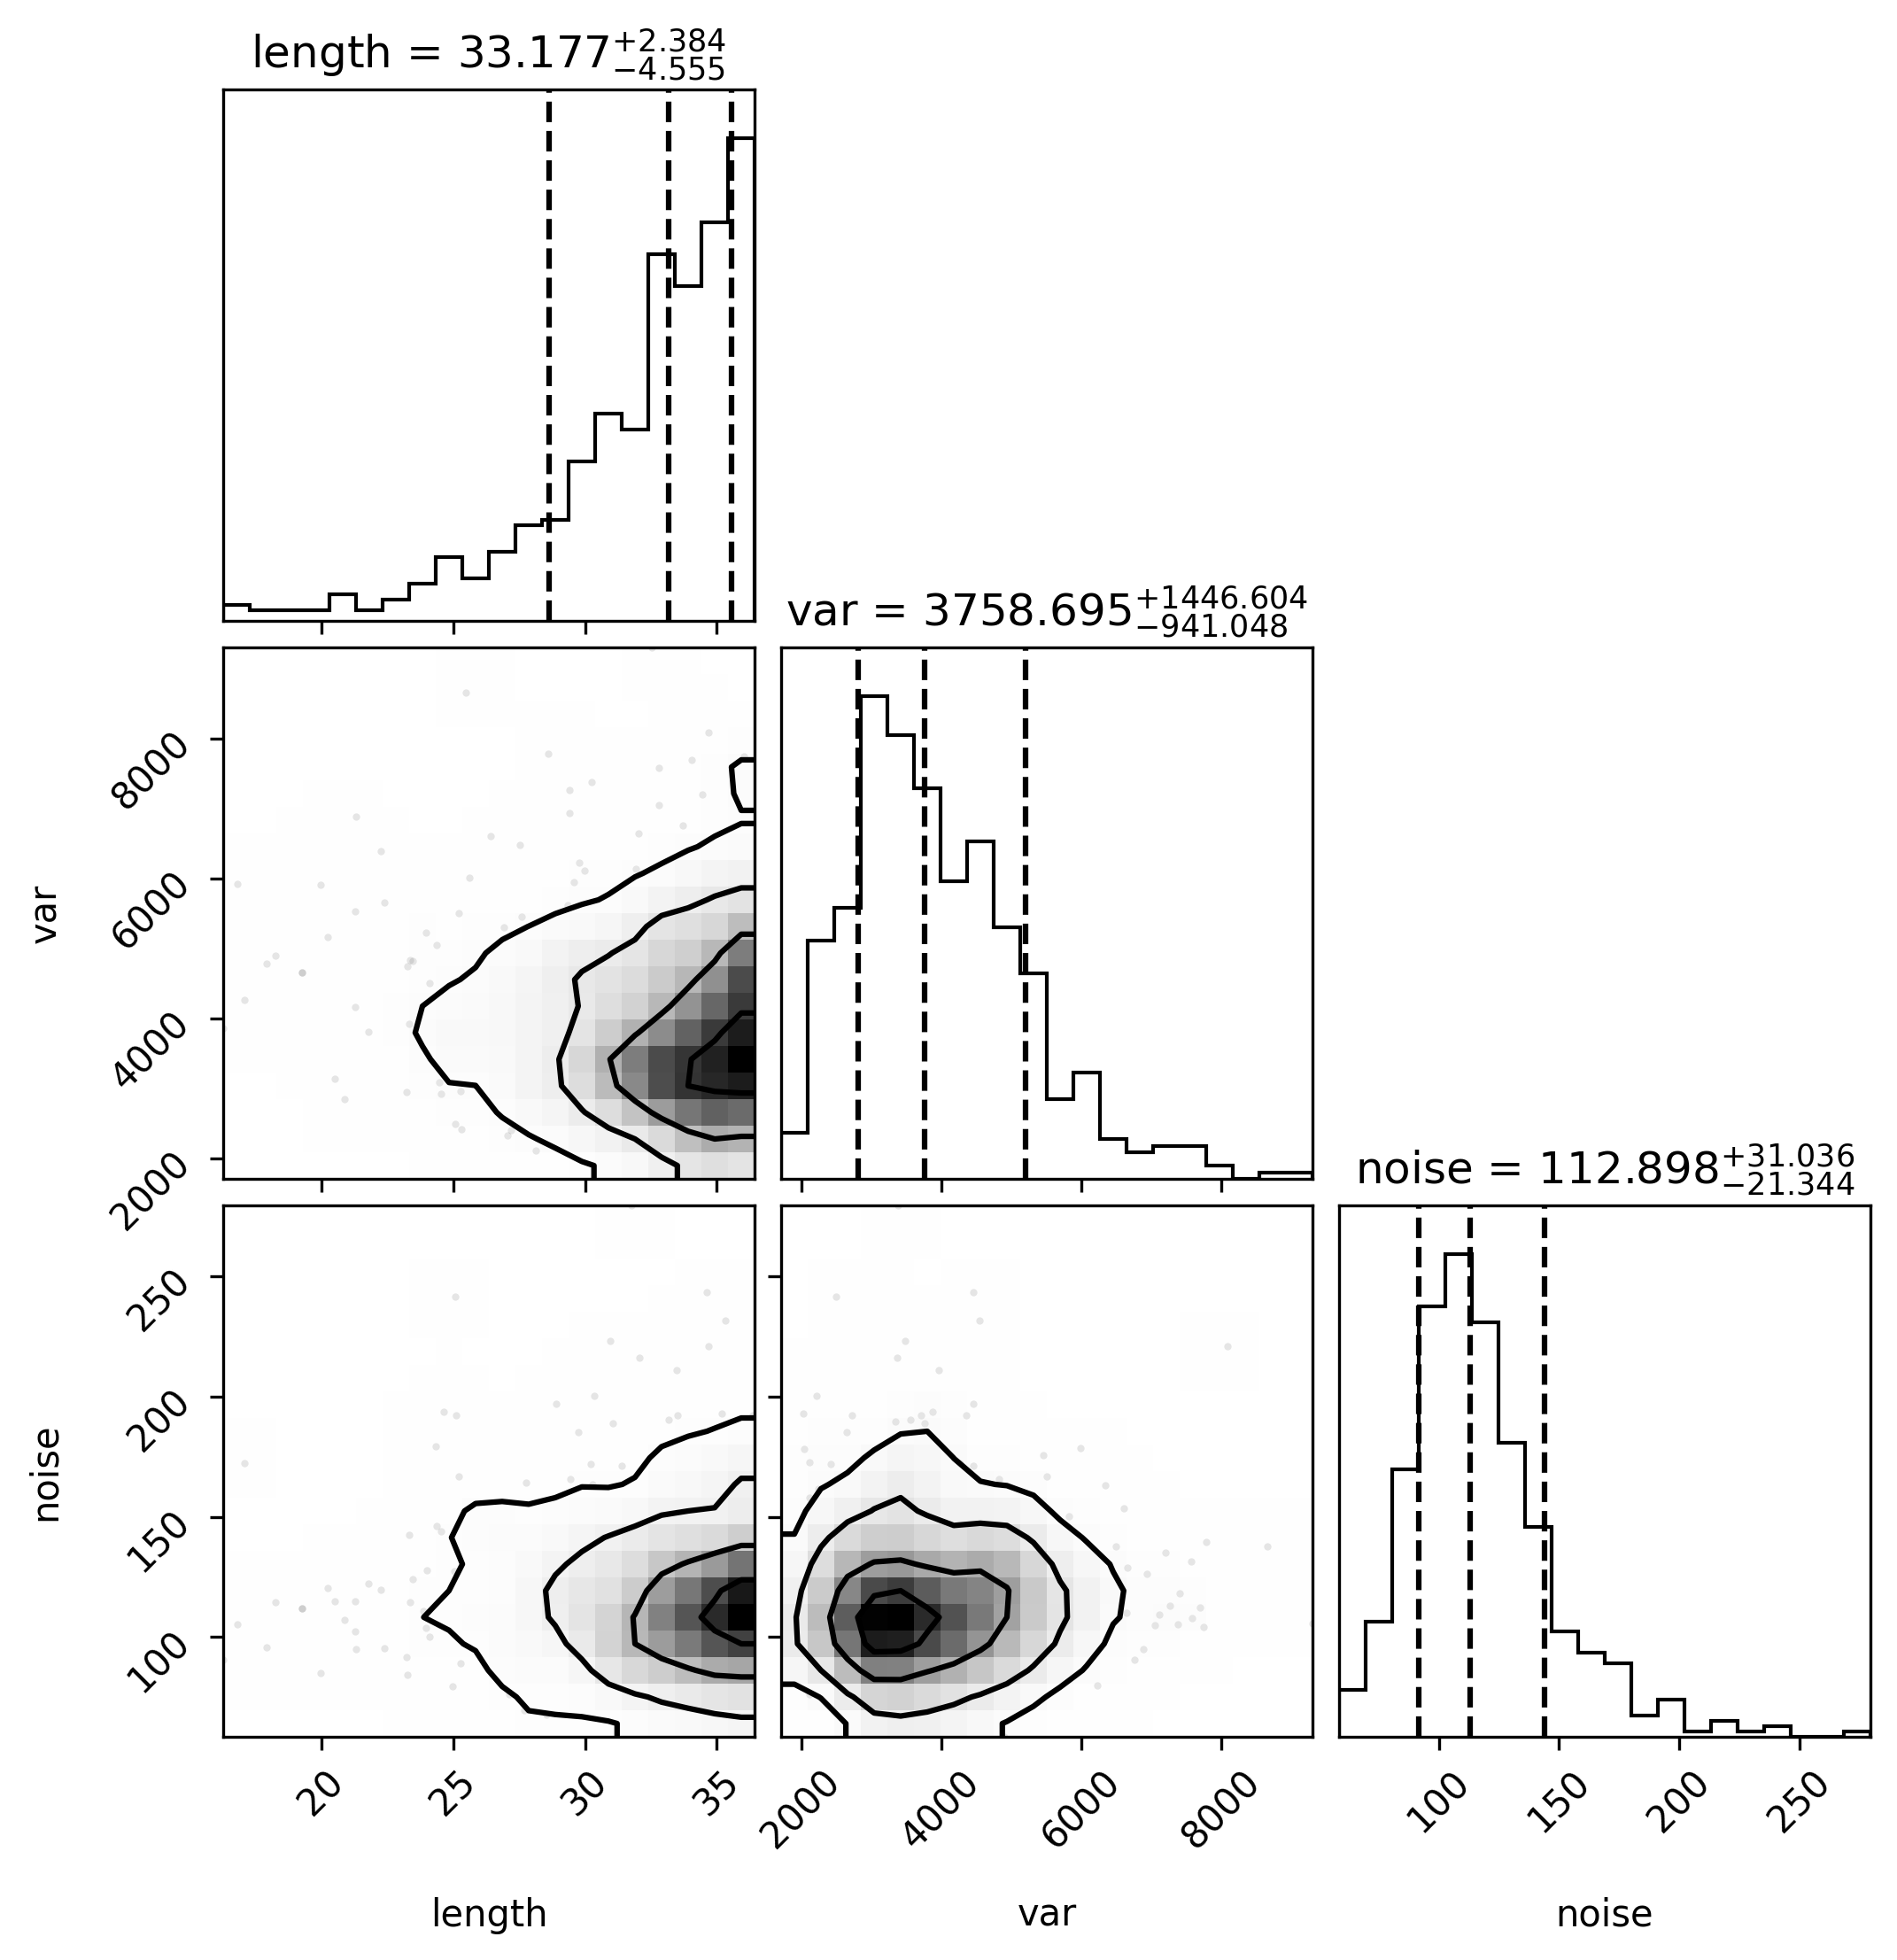 length = 33.177+2.384−4.555
var = 3758.695+1446.604−941.048
8000
6000
4000
2000
var
noise = 112.898+31.036−21.344
250
200
150
100
noise
20 25 30 35 2000 4000 6000 8000 100 150 200 250
length var noise